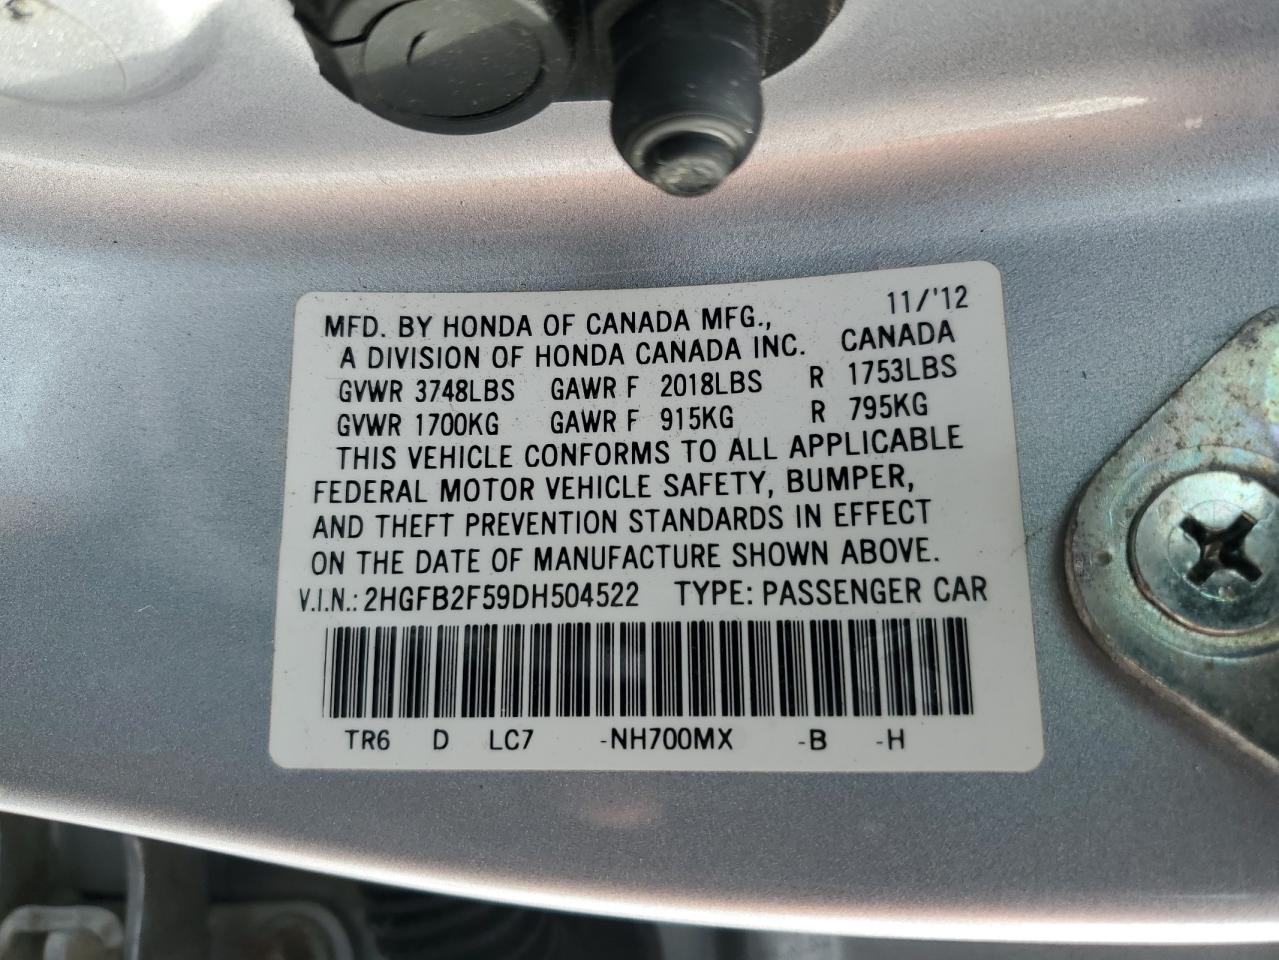 11/'12
MFD. BY HONDA OF CANADA MFG.,
A DIVISION OF HONDA CANADA INC. CANADA
GVWR 3748LBS GAWR F 2018LBS R 1753LBS
GVWR 1700KG GAWR F 915KG R 795KG
THIS VEHICLE CONFORMS TO ALL APPLICABLE
FEDERAL MOTOR VEHICLE SAFETY, BUMPER,
AND THEFT PREVENTION STANDARDS IN EFFECT
ON THE DATE OF MANUFACTURE SHOWN ABOVE.
V.I.N.: 2HGFB2F59DH504522 TYPE: PASSENGER CAR
TR6 D LC7 -NH700MX -B -H